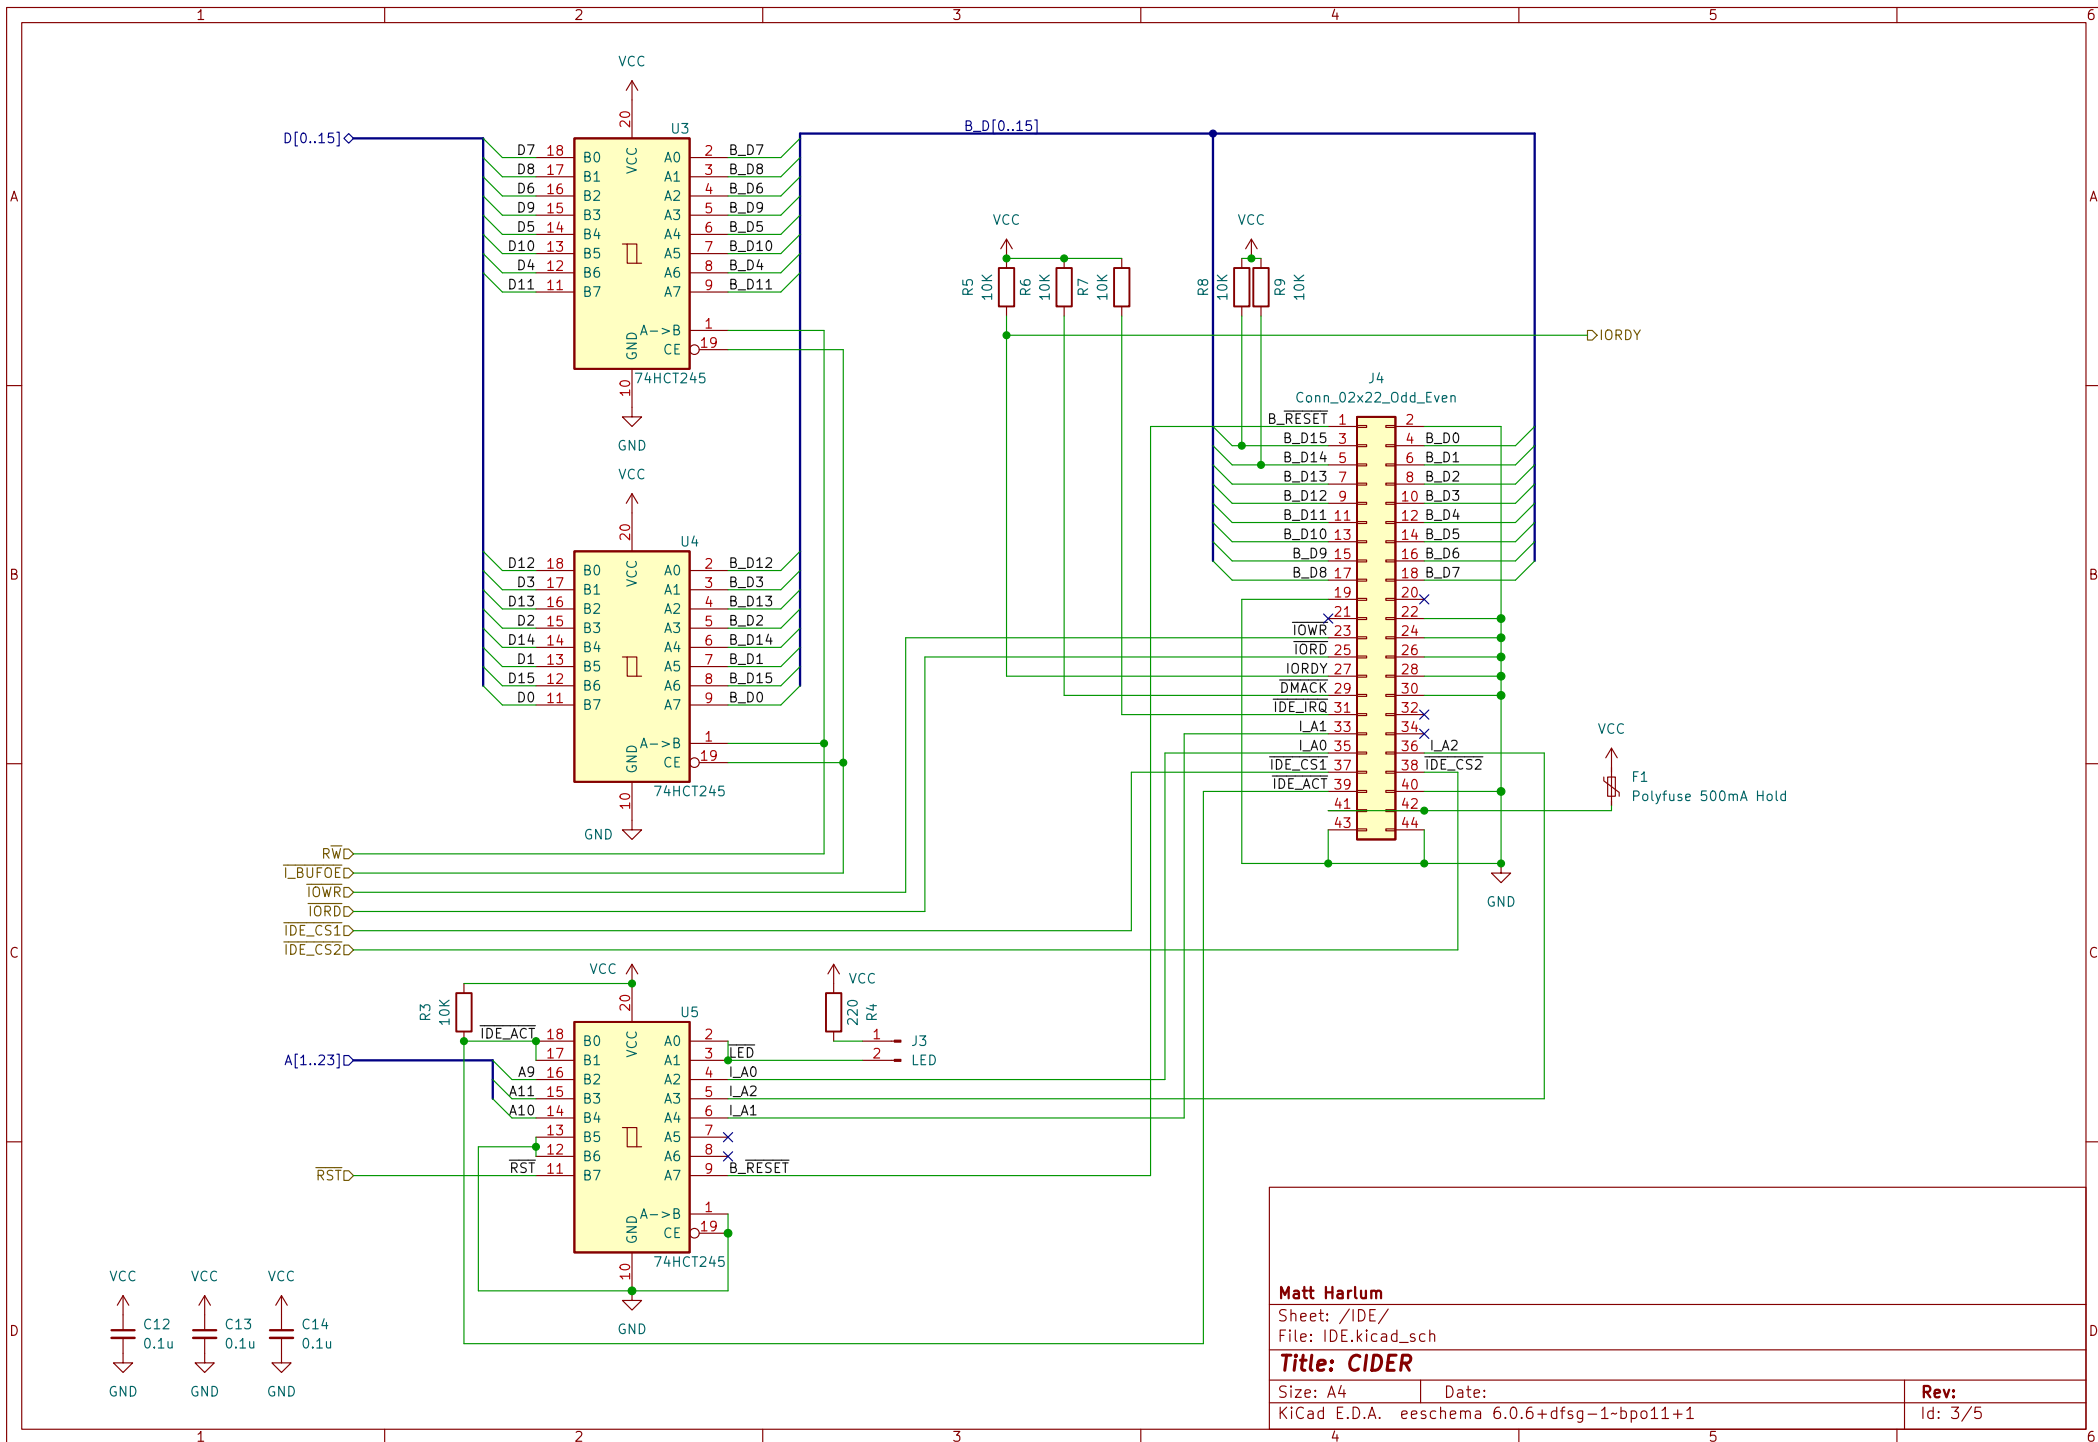 1 2 3 4 5 6
A
B
C
D
A
B
C
D
1 2 3 4 5 6
VCC
20
U3
D[0..15]
B_D[0..15]
D7 18 B0 VCC A0 2 B_D7
D8 17 B1 A1 3 B_D8
D6 16 B2 A2 4 B_D6
D9 15 B3 A3 5 B_D9
D5 14 B4 A4 6 B_D5
D10 13 B5 A5 7 B_D10
D4 12 B6 A6 8 B_D4
D11 11 B7 A7 9 B_D11
A->B 1
GND CE 19
74HCT245
10
GND
VCC
20
U4
D12 18 B0 VCC A0 2 B_D12
D3 17 B1 A1 3 B_D3
D13 16 B2 A2 4 B_D13
D2 15 B3 A3 5 B_D2
D14 14 B4 A4 6 B_D14
D1 13 B5 A5 7 B_D1
D15 12 B6 A6 8 B_D15
D0 11 B7 A7 9 B_D0
A->B 1
GND CE 19
74HCT245
10
GND
VCC
R5 10K
R6 10K
R7 10K
VCC
R8 10K
R9 10K
IORDY
J4
Conn_02x22_Odd_Even
B_RESET 1 2
B_D15 3 4 B_D0
B_D14 5 6 B_D1
B_D13 7 8 B_D2
B_D12 9 10 B_D3
B_D11 11 12 B_D4
B_D10 13 14 B_D5
B_D9 15 16 B_D6
B_D8 17 18 B_D7
19 20
21 22
IOWR 23 24
IORD 25 26
IORDY 27 28
DMACK 29 30
IDE_IRQ 31 32
I_A1 33 34
I_A0 35 36 I_A2
IDE_CS1 37 38 IDE_CS2
IDE_ACT 39 40
41 42
43 44
GND
VCC
F1
Polyfuse 500mA Hold
RW
I_BUFOE
IOWR
IORD
IDE_CS1
IDE_CS2
VCC
20
U5
R3 10K
VCC
220 R4
1 J3
2 LED
A[1..23]
IDE_ACT 18 B0 VCC A0 2
17 B1 A1 3 LED
A9 16 B2 A2 4 I_A0
A11 15 B3 A3 5 I_A2
A10 14 B4 A4 6 I_A1
13 B5 A5 7
12 B6 A6 8
RST RST 11 B7 A7 9 B_RESET
A->B 1
GND CE 19
74HCT245
10
GND
VCC VCC VCC
C12 C13 C14
0.1u 0.1u 0.1u
GND GND GND
Matt Harlum
Sheet: /IDE/
File: IDE.kicad_sch
Title: CIDER
Size: A4 Date: Rev:
KiCad E.D.A. eeschema 6.0.6+dfsg-1~bpo11+1 Id: 3/5